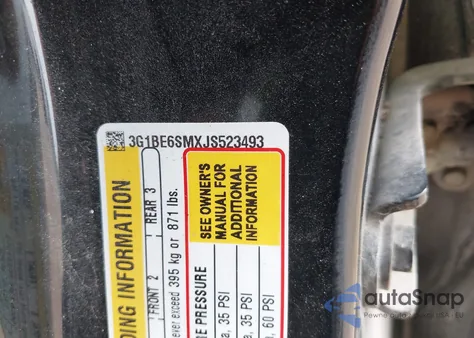 3G1BE6SMXJS523493
DING INFORMATION
FRONT 2 REAR 3
ever exceed 395 kg or 871 lbs.
SEE OWNER'S
MANUAL FOR
ADDITIONAL
INFORMATION
RE PRESSURE
a, 35 PSI
a, 35 PSI
a, 60 PSI
autoSnap